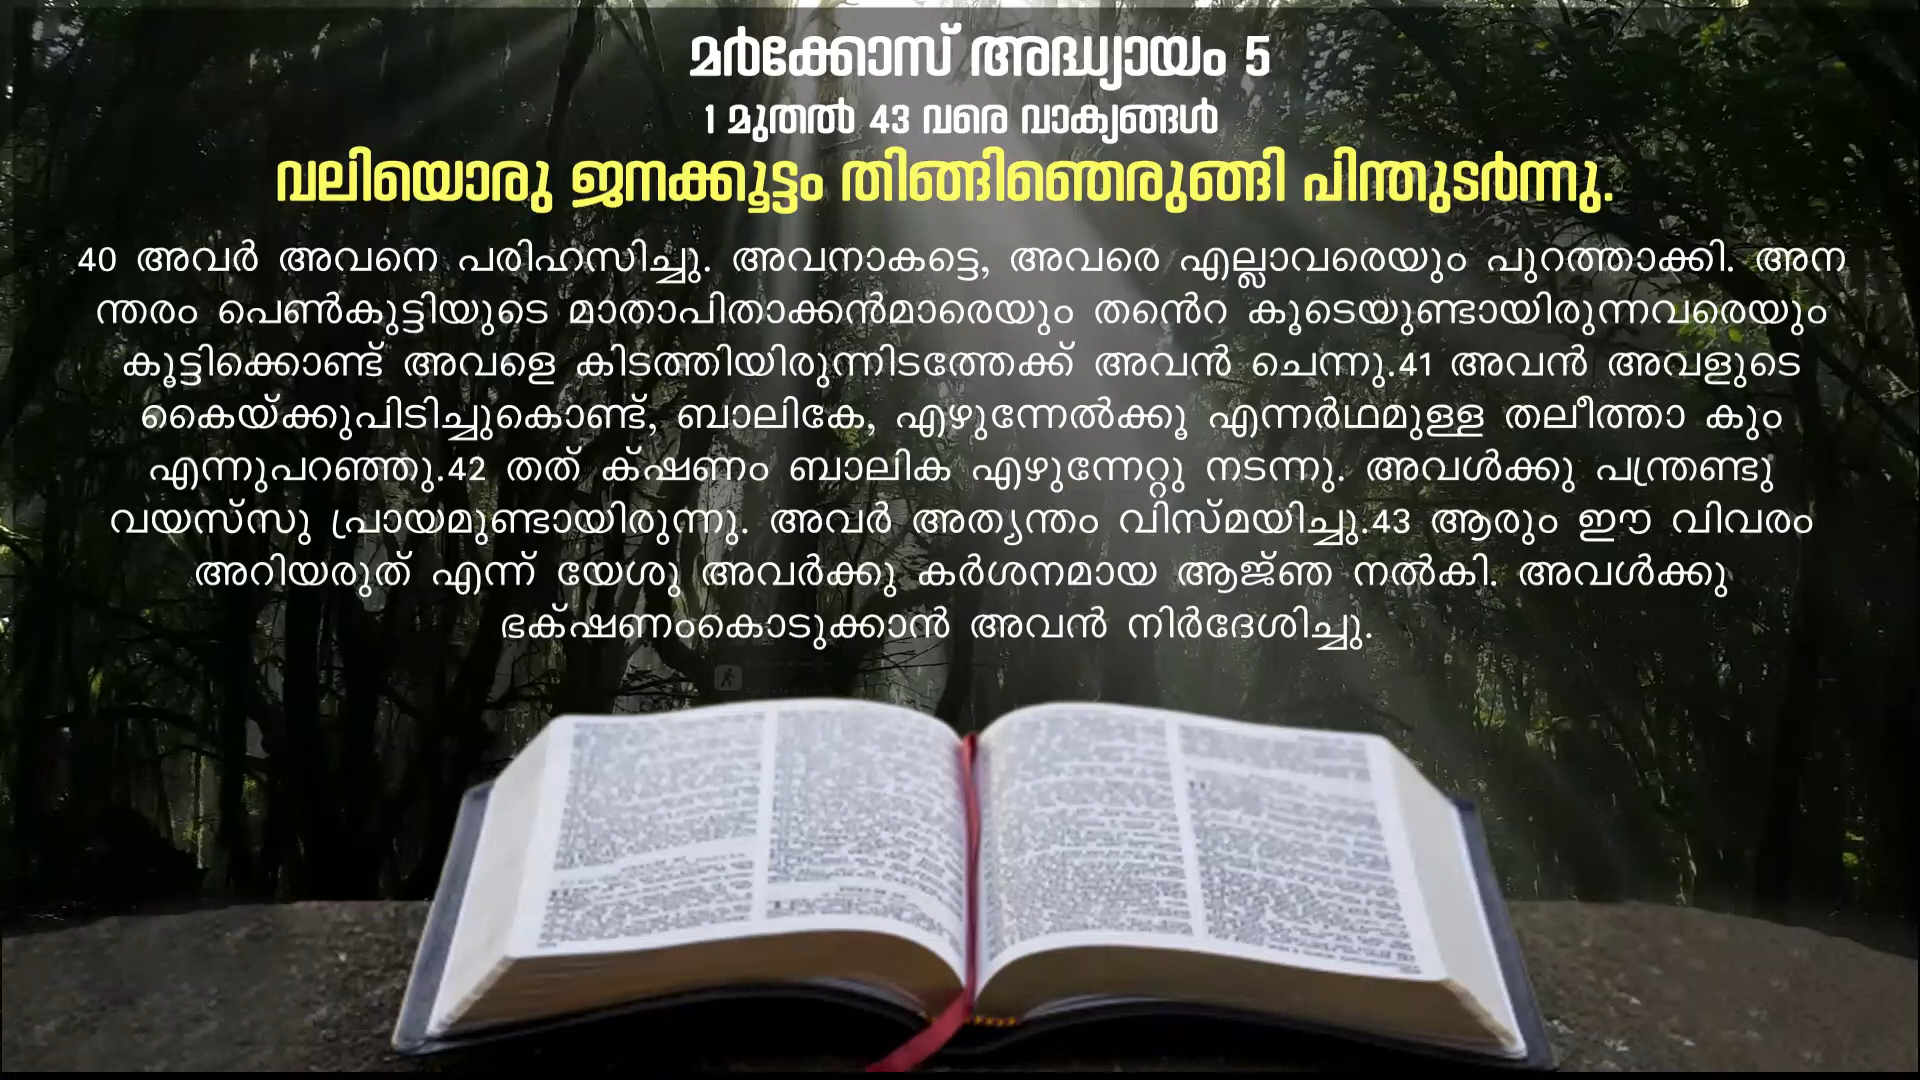 മർക്കോസ് അദ്ധ്യായം 5
1 മുതൽ 43 വരെ വാക്യങ്ങൾ
വലിയൊരു ജനക്കൂട്ടം തിങ്ങിഞെരുങ്ങി പിന്തുടർന്നു.
40 അവർ അവനെ പരിഹസിച്ചു. അവനാകട്ടെ, അവരെ എല്ലാവരെയും പുറത്താക്കി. അന
ന്തരം പെൺകുട്ടിയുടെ മാതാപിതാക്കൻമാരെയും തൻെറ കൂടെയുണ്ടായിരുന്നവരെയും
കൂട്ടിക്കൊണ്ട് അവളെ കിടത്തിയിരുന്നിടത്തേക്ക് അവൻ ചെന്നു.41 അവൻ അവളുടെ
കൈയ്ക്കുപിടിച്ചുകൊണ്ട്, ബാലികേ, എഴുന്നേൽക്കൂ എന്നർഥമുള്ള തലീത്താ കും
എന്നുപറഞ്ഞു.42 തത് ക്ഷണം ബാലിക എഴുന്നേറ്റു നടന്നു. അവൾക്കു പന്ത്രണ്ടു
വയസ്സു പ്രായമുണ്ടായിരുന്നു. അവർ അത്യന്തം വിസ്മയിച്ചു.43 ആരും ഈ വിവരം
അറിയരുത് എന്ന് യേശു അവർക്കു കർശനമായ ആജ്ഞ നൽകി. അവൾക്കു
ഭക്ഷണംകൊടുക്കാൻ അവൻ നിർദേശിച്ചു.